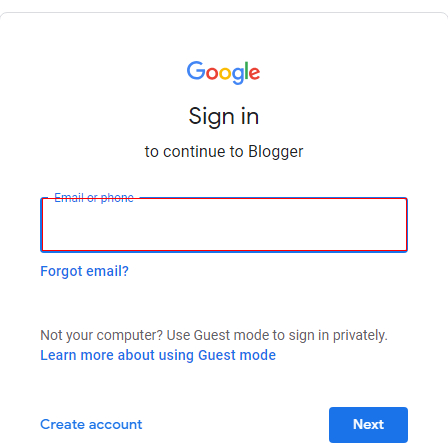 Google
Sign in
to continue to Blogger
Email or phone
Forgot email?
Not your computer? Use Guest mode to sign in privately.
Learn more about using Guest mode
Create account
Next